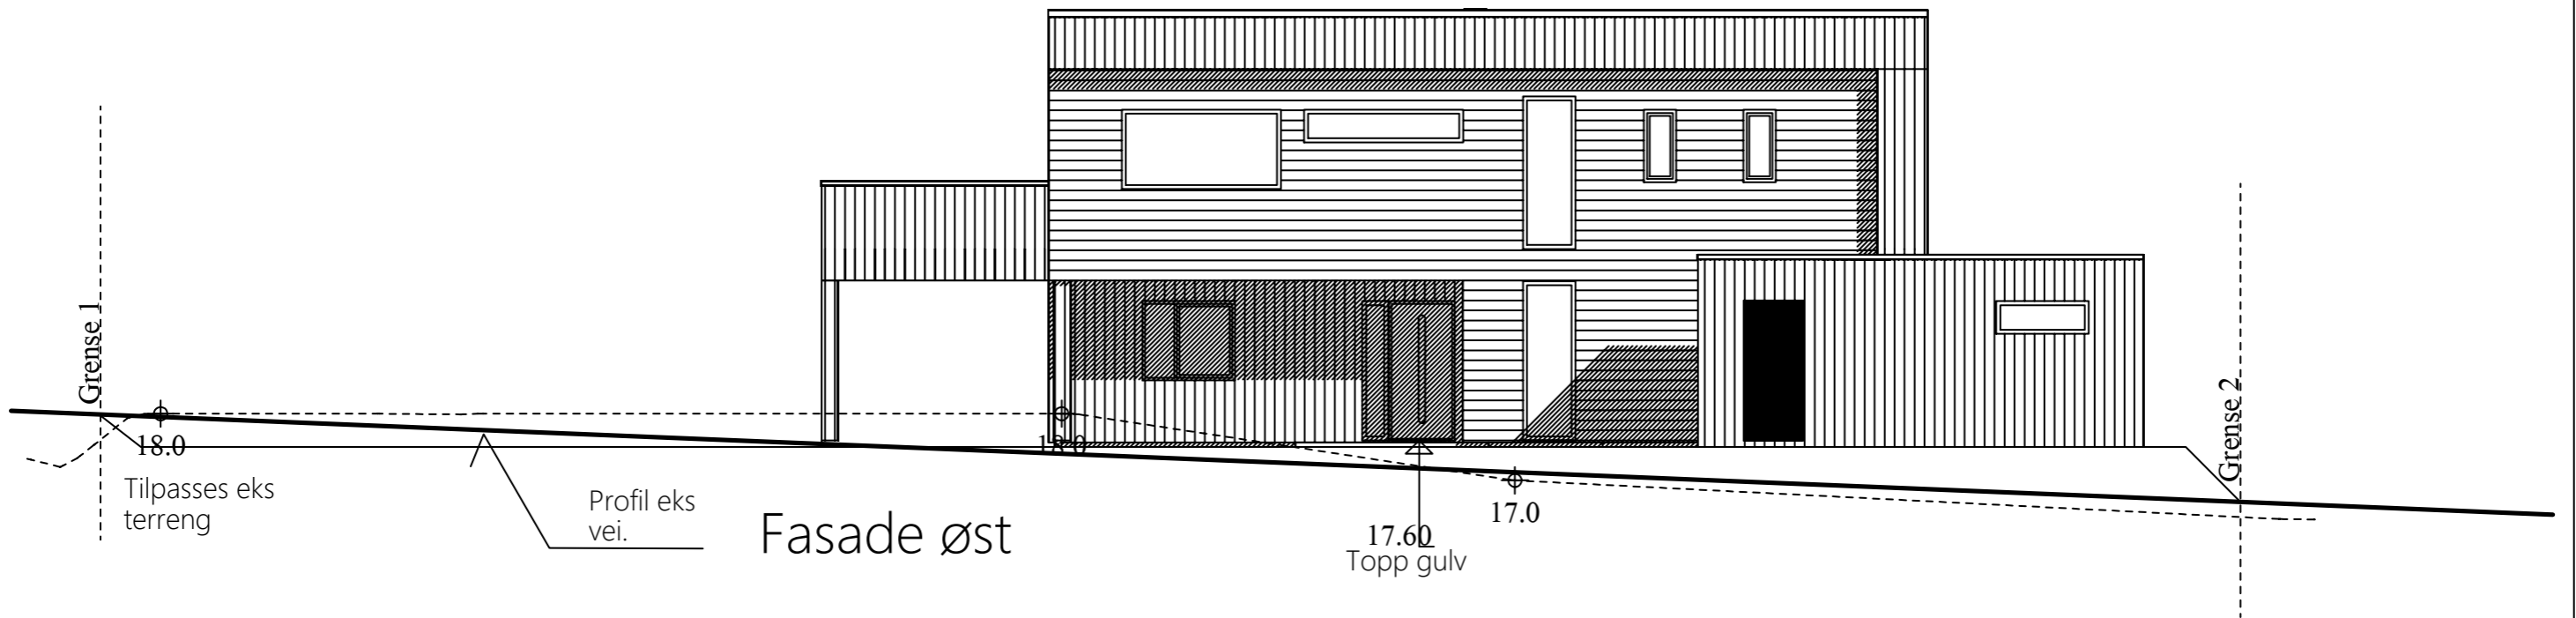 Grense 1
18.0
Tilpasses eks
terreng
Profil eks
vei.
Fasade øst
18.0
17.60
Topp gulv
17.0
Grense 2